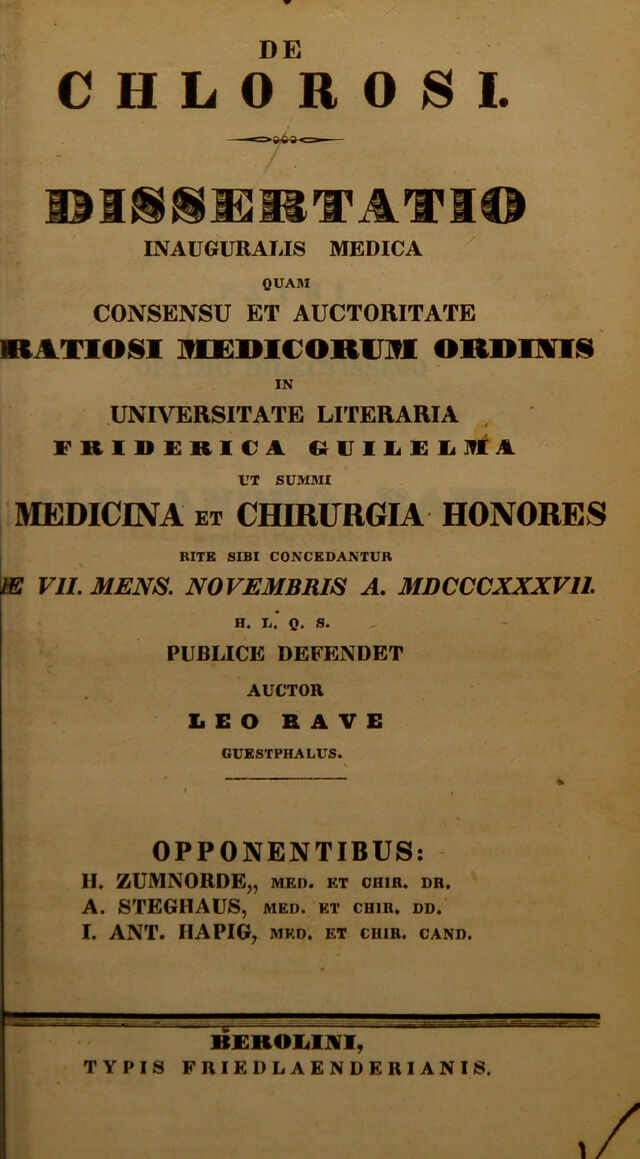 DE
CHLOROSI.
DISSERTATIO
INAUGURALIS MEDICA
QUAM
CONSENSU ET AUCTORITATE
RATIOSI MEDICORUM ORDINIS
IN
UNIVERSITATE LITERARIA
FRIDERICA GUILELMA
UT SUMMI
MEDICINA ET CHIRURGIA HONORES
RITE SIBI CONCEDANTUR
IE VII. MENS. NOVEMBRIS A. MDCCCXXXVII.
H. L. Q. S.
PUBLICE DEFENDET
AUCTOR
LEO RAVE
GUESTPHALUS.
OPPONENTIBUS:
H. ZUMNORDE,, MED. ET CHIR. DR.
A. STEGHAUS, MED. ET CHIR. DD.
I. ANT. HAPIG, MED. ET CHIR. CAND.
BEROLINI,
TYPIS FRIEDLAENDERIANIS.